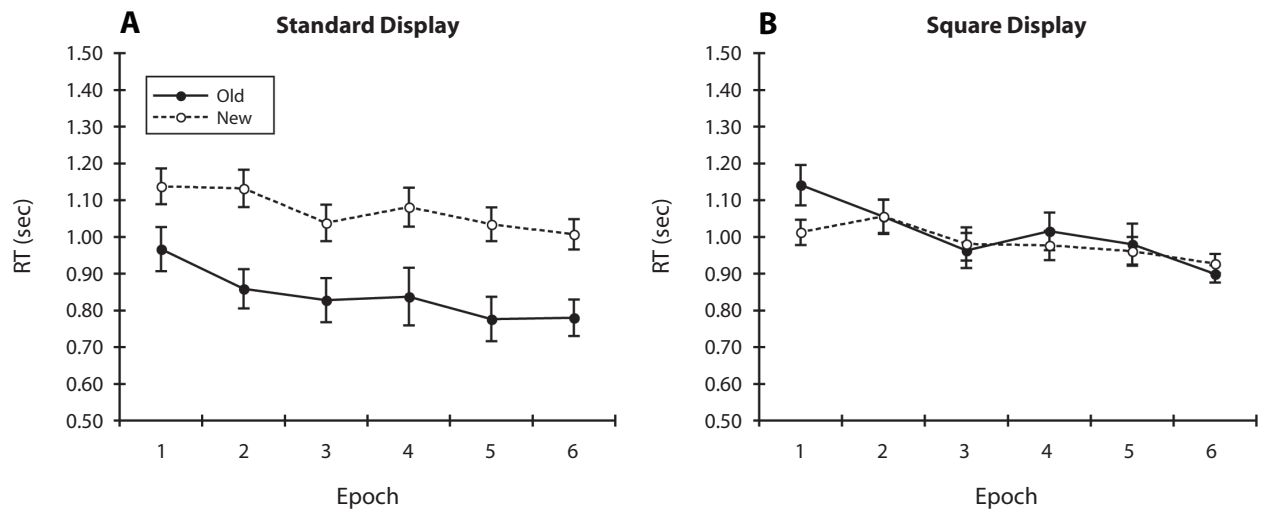 A
Standard Display
1.50
1.40
1.30
1.20
1.10
1.00
0.90
0.80
0.70
0.60
0.50
RT (sec)
Old
New
1 2 3 4 5 6
Epoch
B
Square Display
1.50
1.40
1.30
1.20
1.10
1.00
0.90
0.80
0.70
0.60
0.50
RT (sec)
1 2 3 4 5 6
Epoch